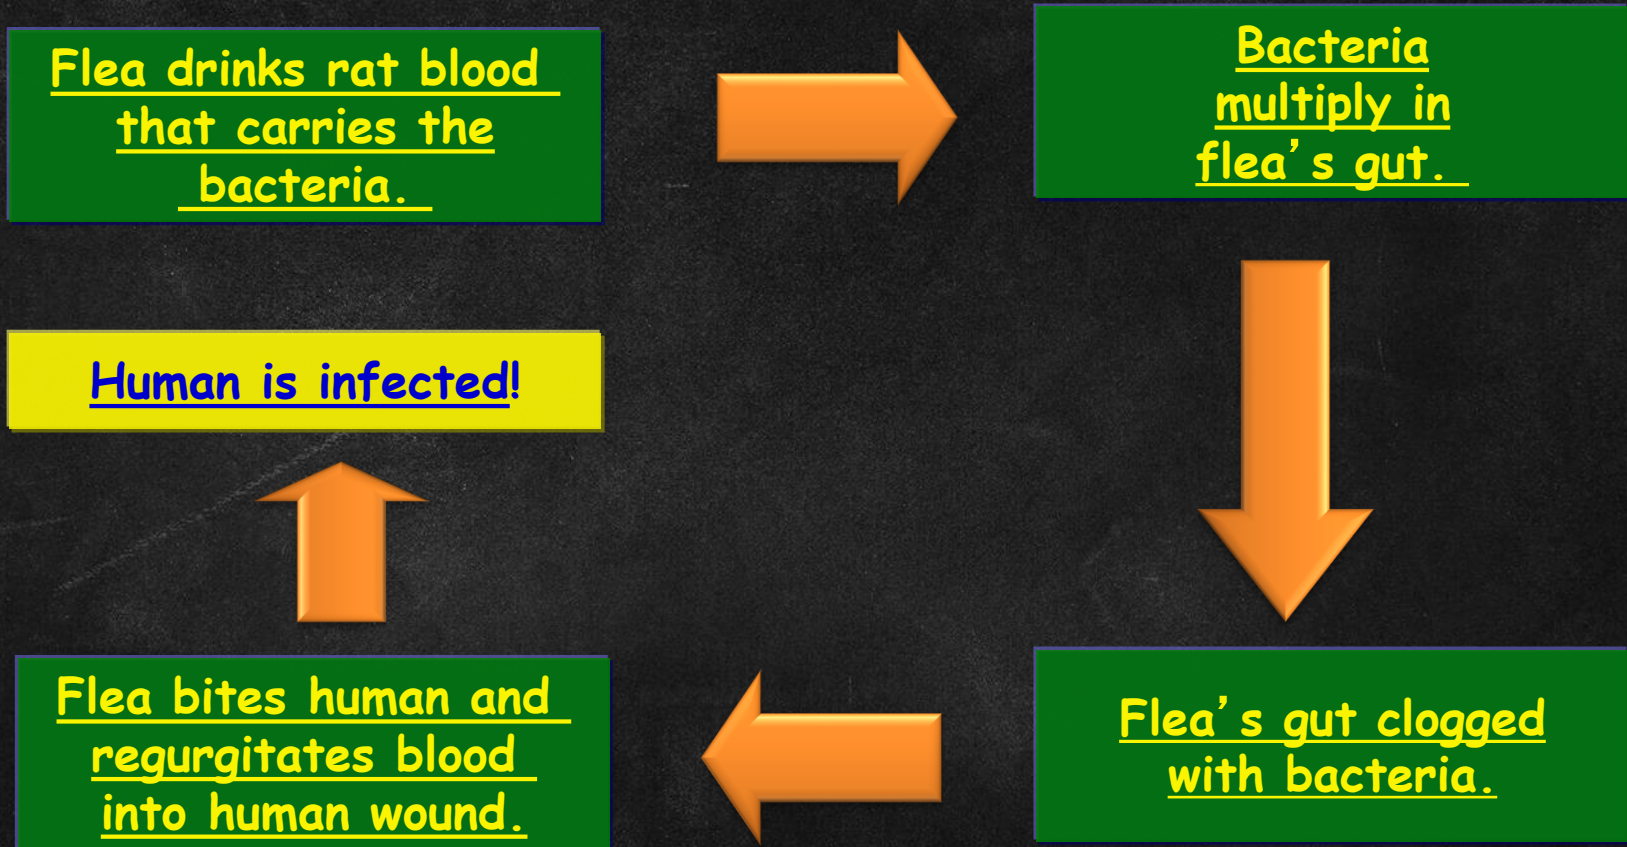 Flea drinks rat blood
that carries the
bacteria.
Bacteria
multiply in
flea’s gut.
Flea’s gut clogged
with bacteria.
Flea bites human and
regurgitates blood
into human wound.
Human is infected!